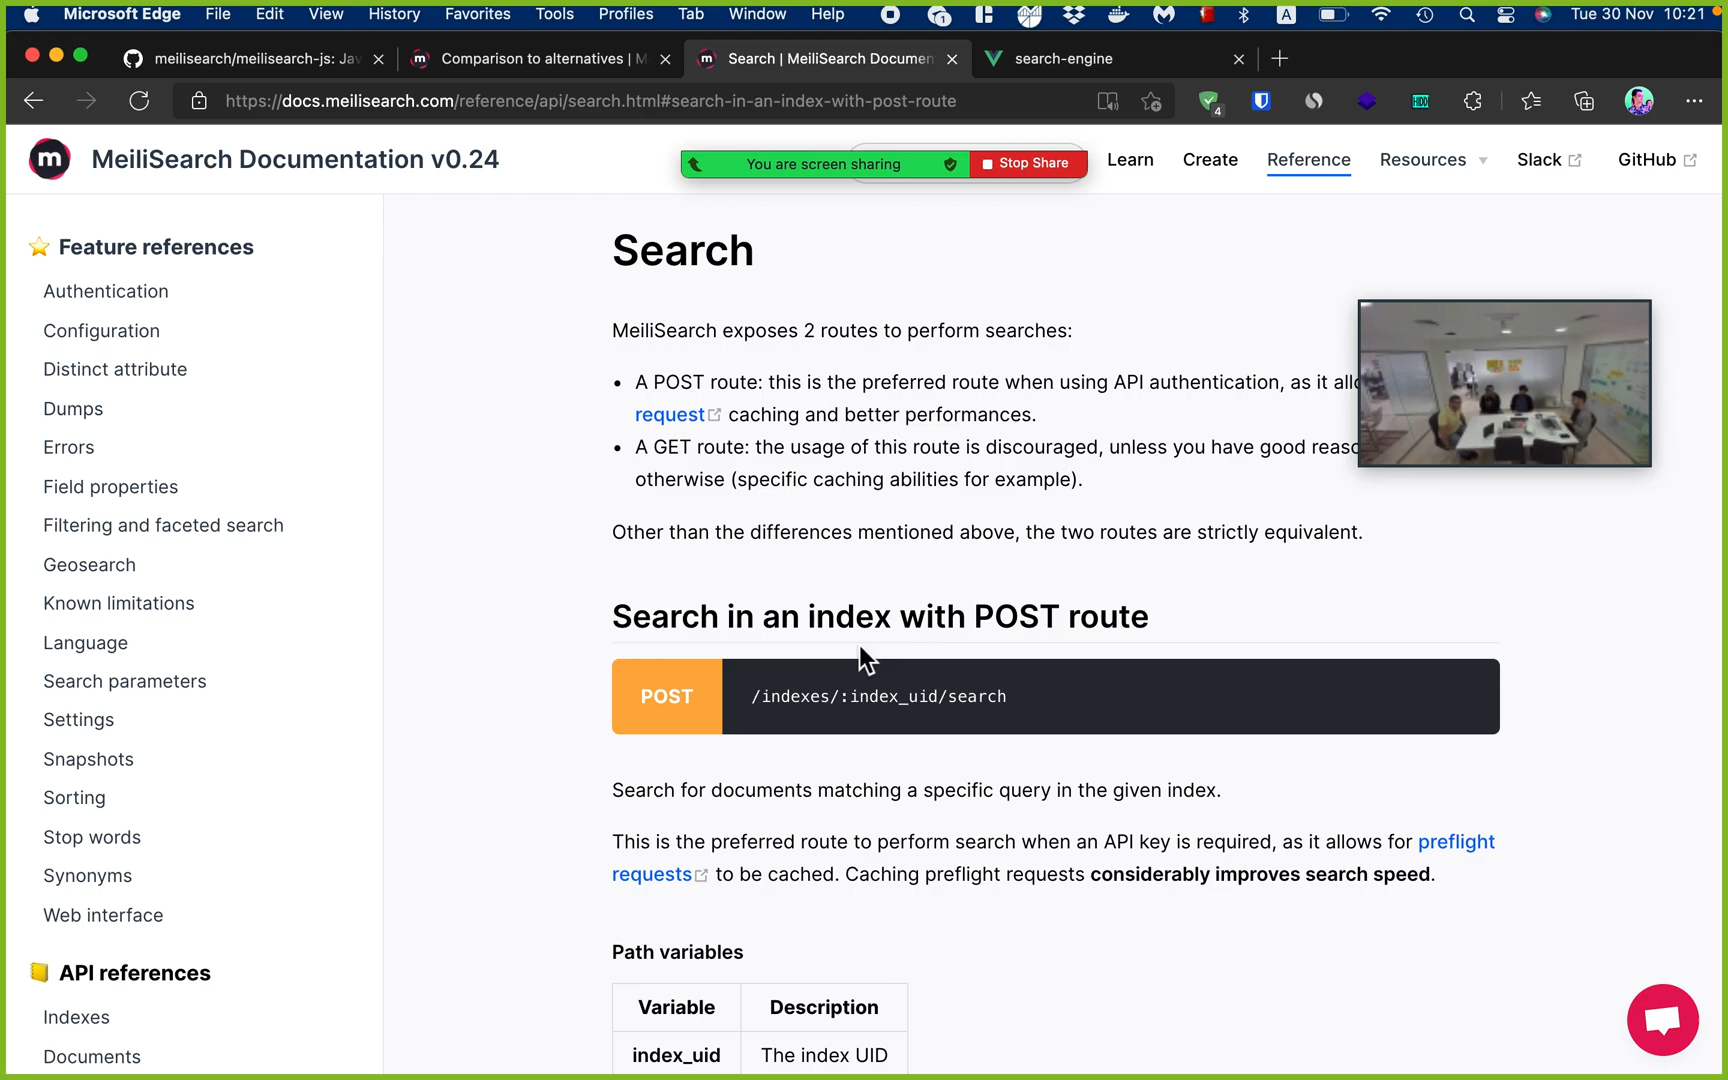 Microsoft Edge File Edit View History Favorites Tools Profiles Tab Window Help A Tue 30 Nov 10:21
meilisearch/meilisearch-js: Jav
Comparison to alternatives | M
Search | MeiliSearch Documen
search-engine
https://docs.meilisearch.com/reference/api/search.html#search-in-an-index-with-post-route
4
HDD
m MeiliSearch Documentation v0.24
You are screen sharing Stop Share
Learn Create Reference Resources Slack GitHub
Feature references
Authentication
Configuration
Distinct attribute
Dumps
Errors
Field properties
Filtering and faceted search
Geosearch
Known limitations
Language
Search parameters
Settings
Snapshots
Sorting
Stop words
Synonyms
Web interface
API references
Indexes
Documents
Search
MeiliSearch exposes 2 routes to perform searches:
• A POST route: this is the preferred route when using API authentication, as it allo
request caching and better performances.
• A GET route: the usage of this route is discouraged, unless you have good reaso
otherwise (specific caching abilities for example).
Other than the differences mentioned above, the two routes are strictly equivalent.
Search in an index with POST route
POST /indexes/:index_uid/search
Search for documents matching a specific query in the given index.
This is the preferred route to perform search when an API key is required, as it allows for preflight
requests to be cached. Caching preflight requests considerably improves search speed.
Path variables
Variable Description
index_uid The index UID